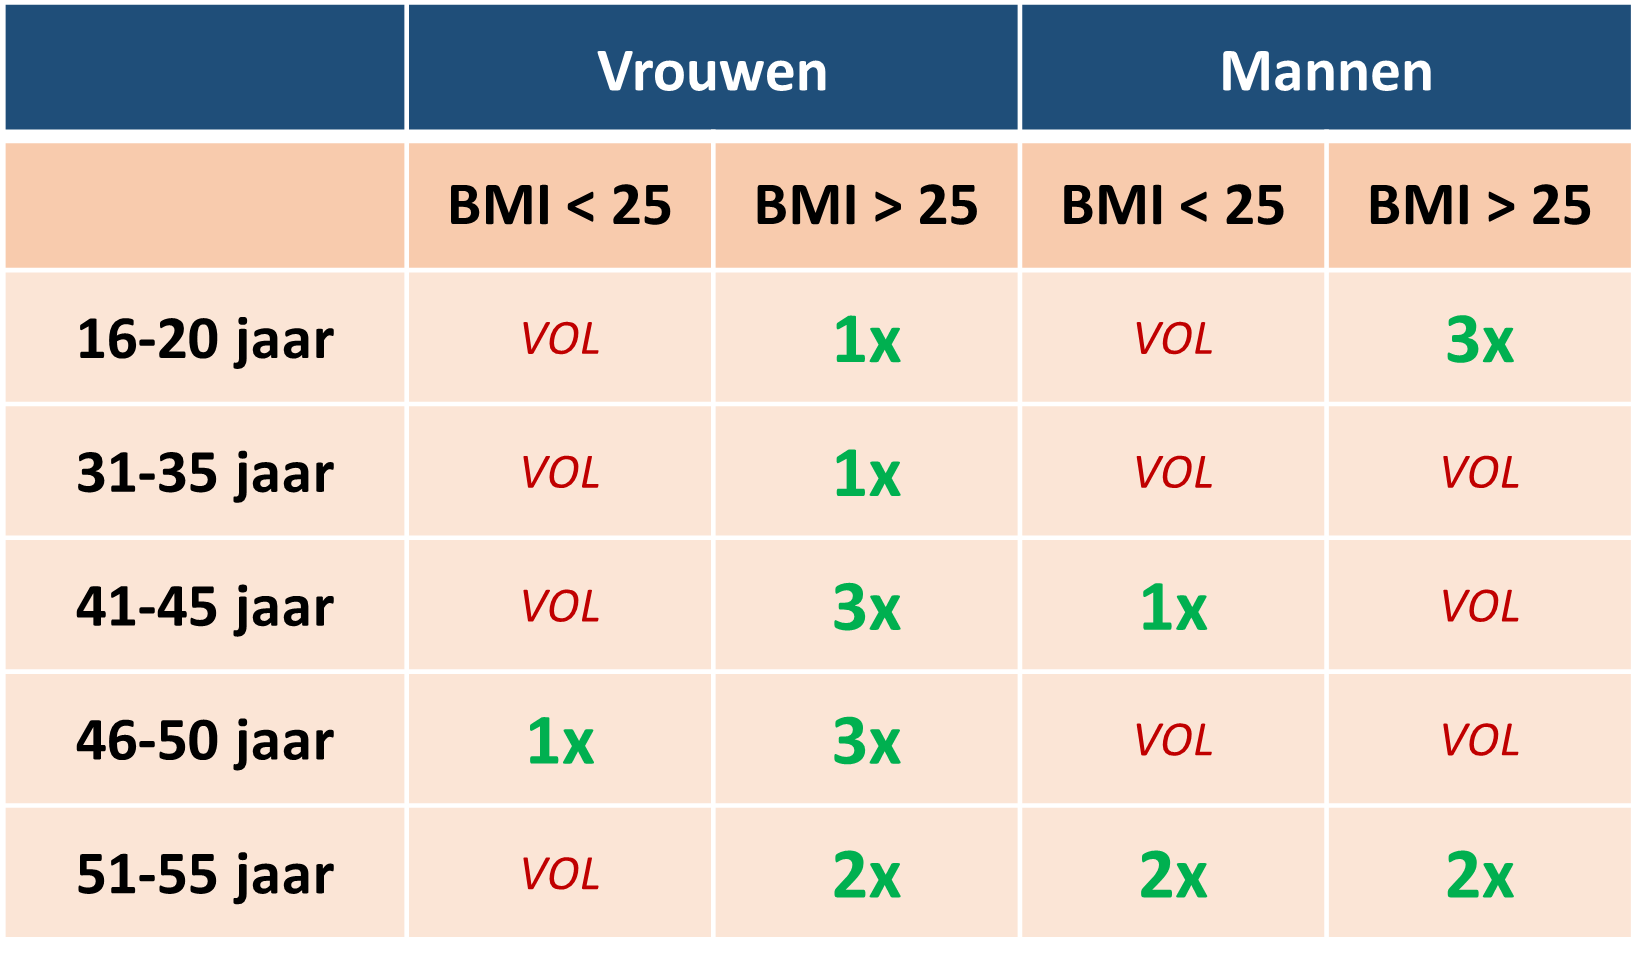 Vrouwen Mannen
BMI < 25 BMI > 25 BMI < 25 BMI > 25
16-20 jaar VOL 1x VOL 3x
31-35 jaar VOL 1x VOL VOL
41-45 jaar VOL 3x 1x VOL
46-50 jaar 1x 3x VOL VOL
51-55 jaar VOL 2x 2x 2x